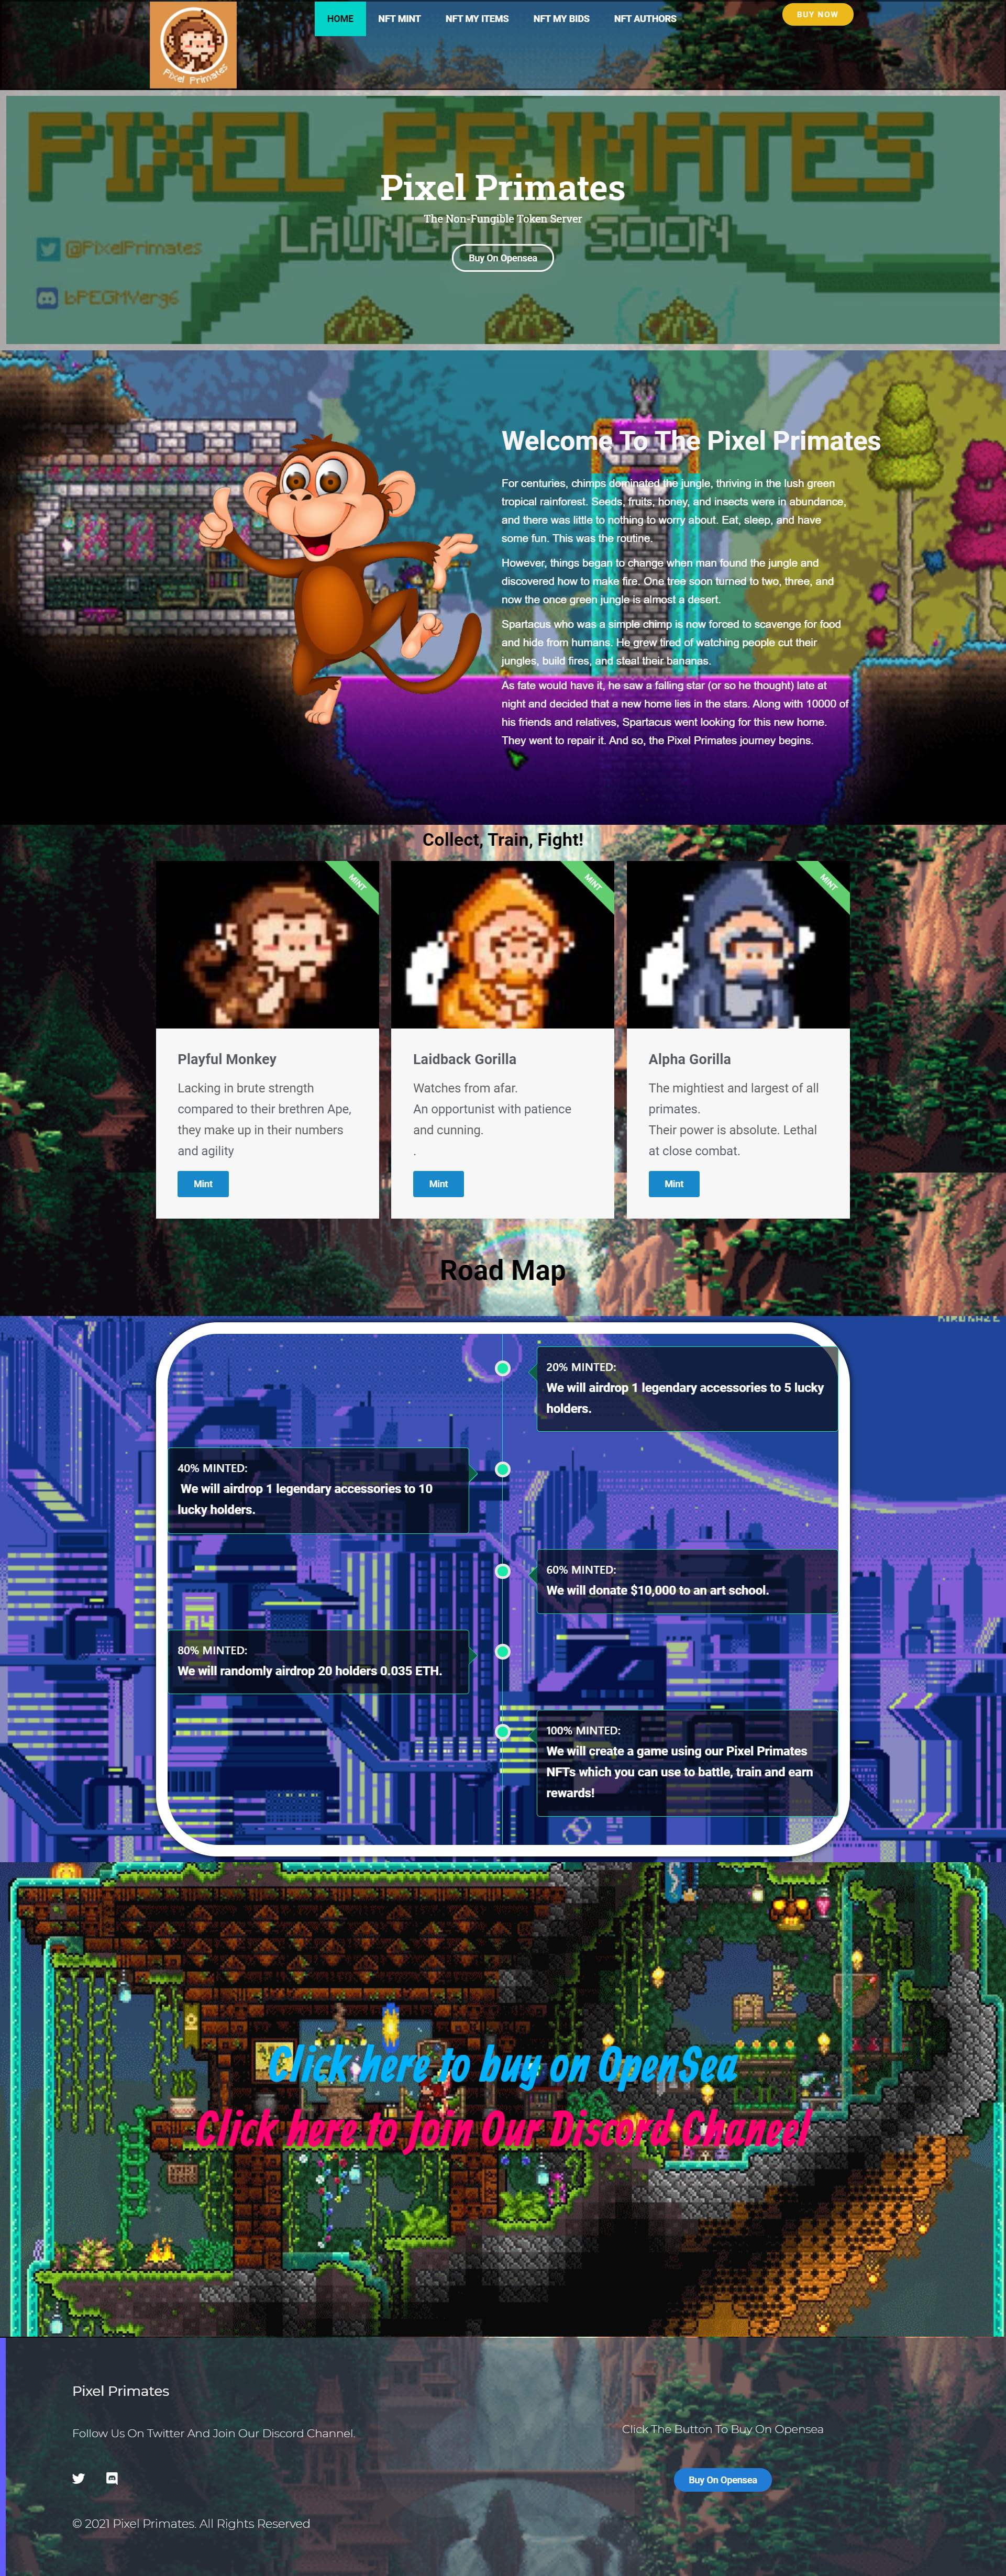 Pixel Primates
HOME
NFT MINT
NFT MY ITEMS
NFT MY BIDS
NFT AUTHORS
BUY NOW
PIXEL PRIMATES
Pixel Primates
The Non-Fungible Token Server
LAUNCHING SOON
@PixelPrimates
Buy On Opensea
bPEGMVerg6
Welcome To The Pixel Primates
For centuries, chimps dominated the jungle, thriving in the lush green
tropical rainforest. Seeds, fruits, honey, and insects were in abundance,
and there was little to nothing to worry about. Eat, sleep, and have
some fun. This was the routine.
However, things began to change when man found the jungle and
discovered how to make fire. One tree soon turned to two, three, and
now the once green jungle is almost a desert.
Spartacus who was a simple chimp is now forced to scavenge for food
and hide from humans. He grew tired of watching people cut their
jungles, build fires, and steal their bananas.
As fate would have it, he saw a falling star (or so he thought) late at
night and decided that a new home lies in the stars. Along with 10000 of
his friends and relatives, Spartacus went looking for this new home.
They went to repair it. And so, the Pixel Primates journey begins.
Collect, Train, Fight!
MINT
Playful Monkey
Lacking in brute strength
compared to their brethren Ape,
they make up in their numbers
and agility
Mint
MINT
Laidback Gorilla
Watches from afar.
An opportunist with patience
and cunning.
.
Mint
MINT
Alpha Gorilla
The mightiest and largest of all
primates.
Their power is absolute. Lethal
at close combat.
Mint
Road Map
20% MINTED:
We will airdrop 1 legendary accessories to 5 lucky
holders.
40% MINTED:
We will airdrop 1 legendary accessories to 10
lucky holders.
60% MINTED:
We will donate $10,000 to an art school.
80% MINTED:
We will randomly airdrop 20 holders 0.035 ETH.
100% MINTED:
We will create a game using our Pixel Primates
NFTs which you can use to battle, train and earn
rewards!
Click here to buy on OpenSea
Click here to Join Our Discord Chaneel
Pixel Primates
Follow Us On Twitter And Join Our Discord Channel.
© 2021 Pixel Primates. All Rights Reserved
Click The Button To Buy On Opensea
Buy On Opensea